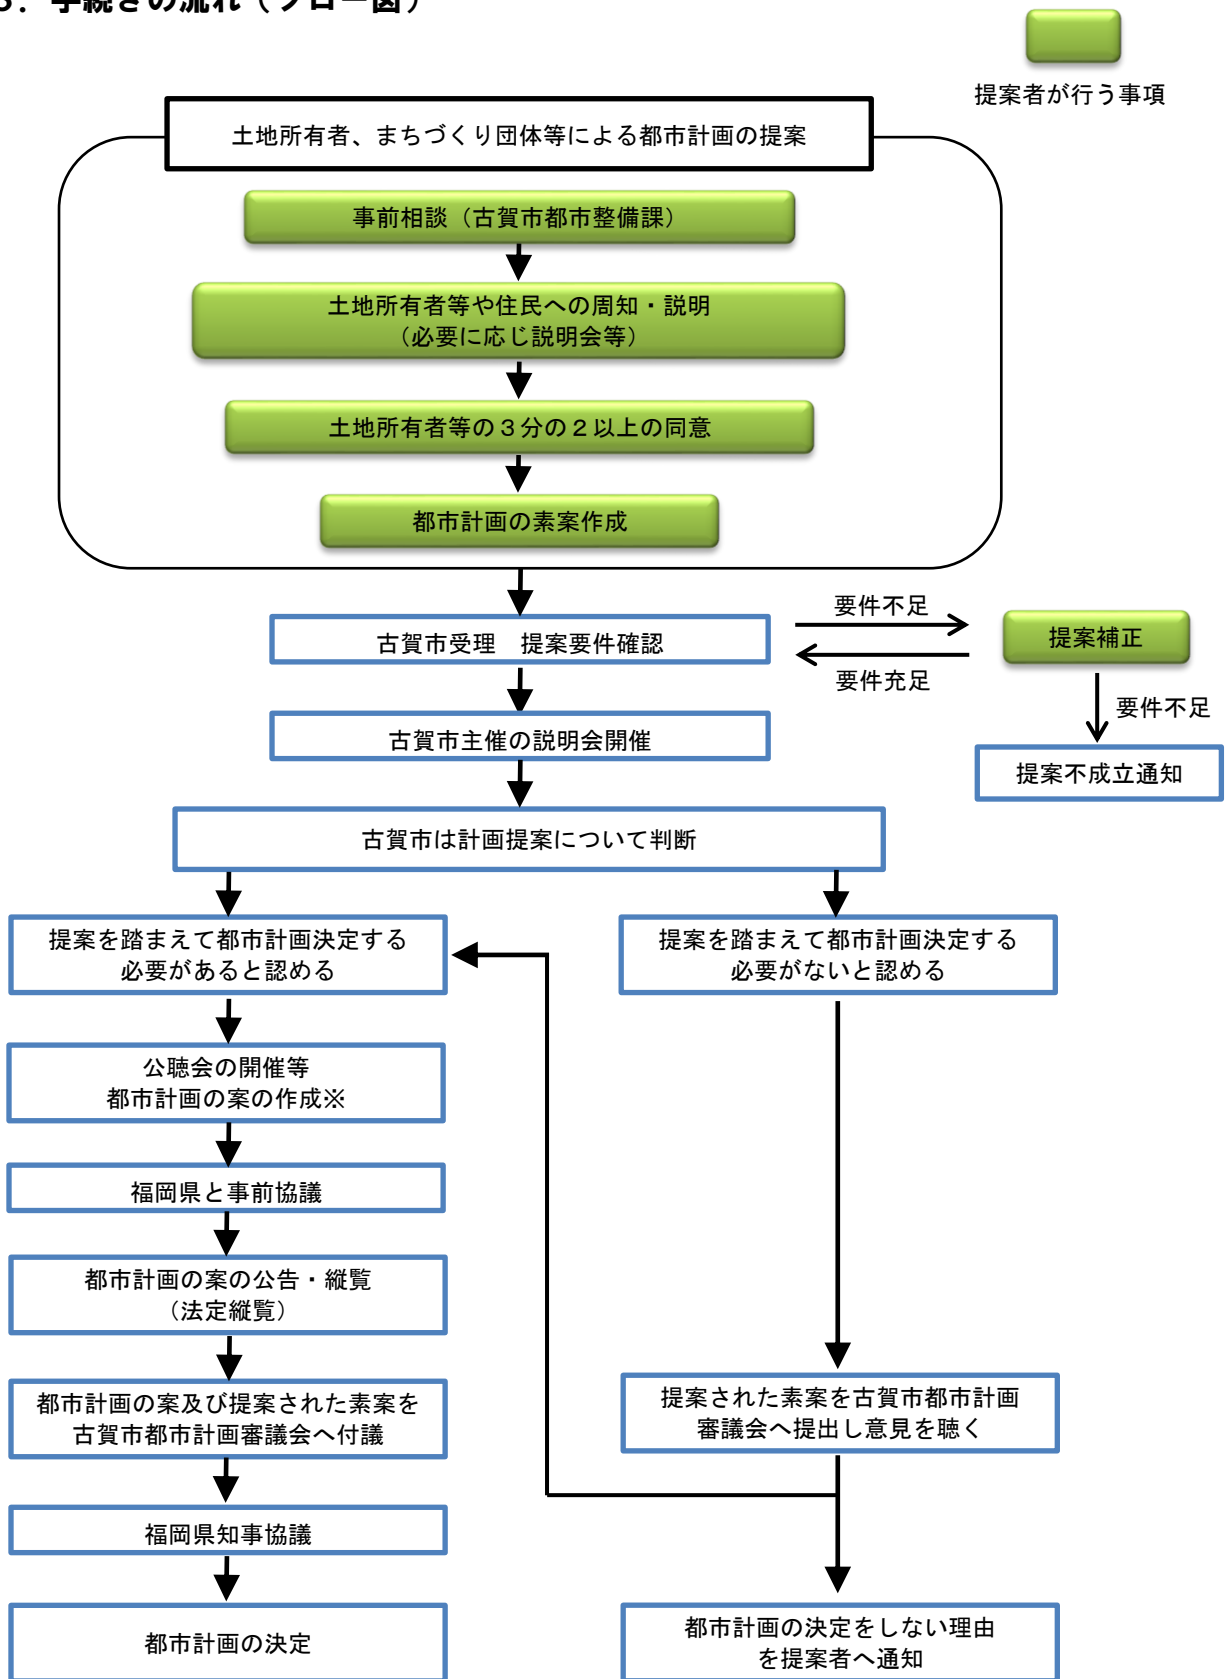 手続きの流れ（フロー図）
提案者が行う事項
土地所有者、まちづくり団体等による都市計画の提案
事前相談（古賀市都市整備課）
土地所有者等や住民への周知・説明
（必要に応じ説明会等）
土地所有者等の３分の２以上の同意
都市計画の素案作成
古賀市受理　提案要件確認
要件不足
要件充足
提案補正
要件不足
提案不成立通知
古賀市主催の説明会開催
古賀市は計画提案について判断
提案を踏まえて都市計画決定する
必要があると認める
提案を踏まえて都市計画決定する
必要がないと認める
公聴会の開催等
都市計画の案の作成※
福岡県と事前協議
都市計画の案の公告・縦覧
（法定縦覧）
都市計画の案及び提案された素案を
古賀市都市計画審議会へ付議
提案された素案を古賀市都市計画
審議会へ提出し意見を聴く
福岡県知事協議
都市計画の決定
都市計画の決定をしない理由
を提案者へ通知